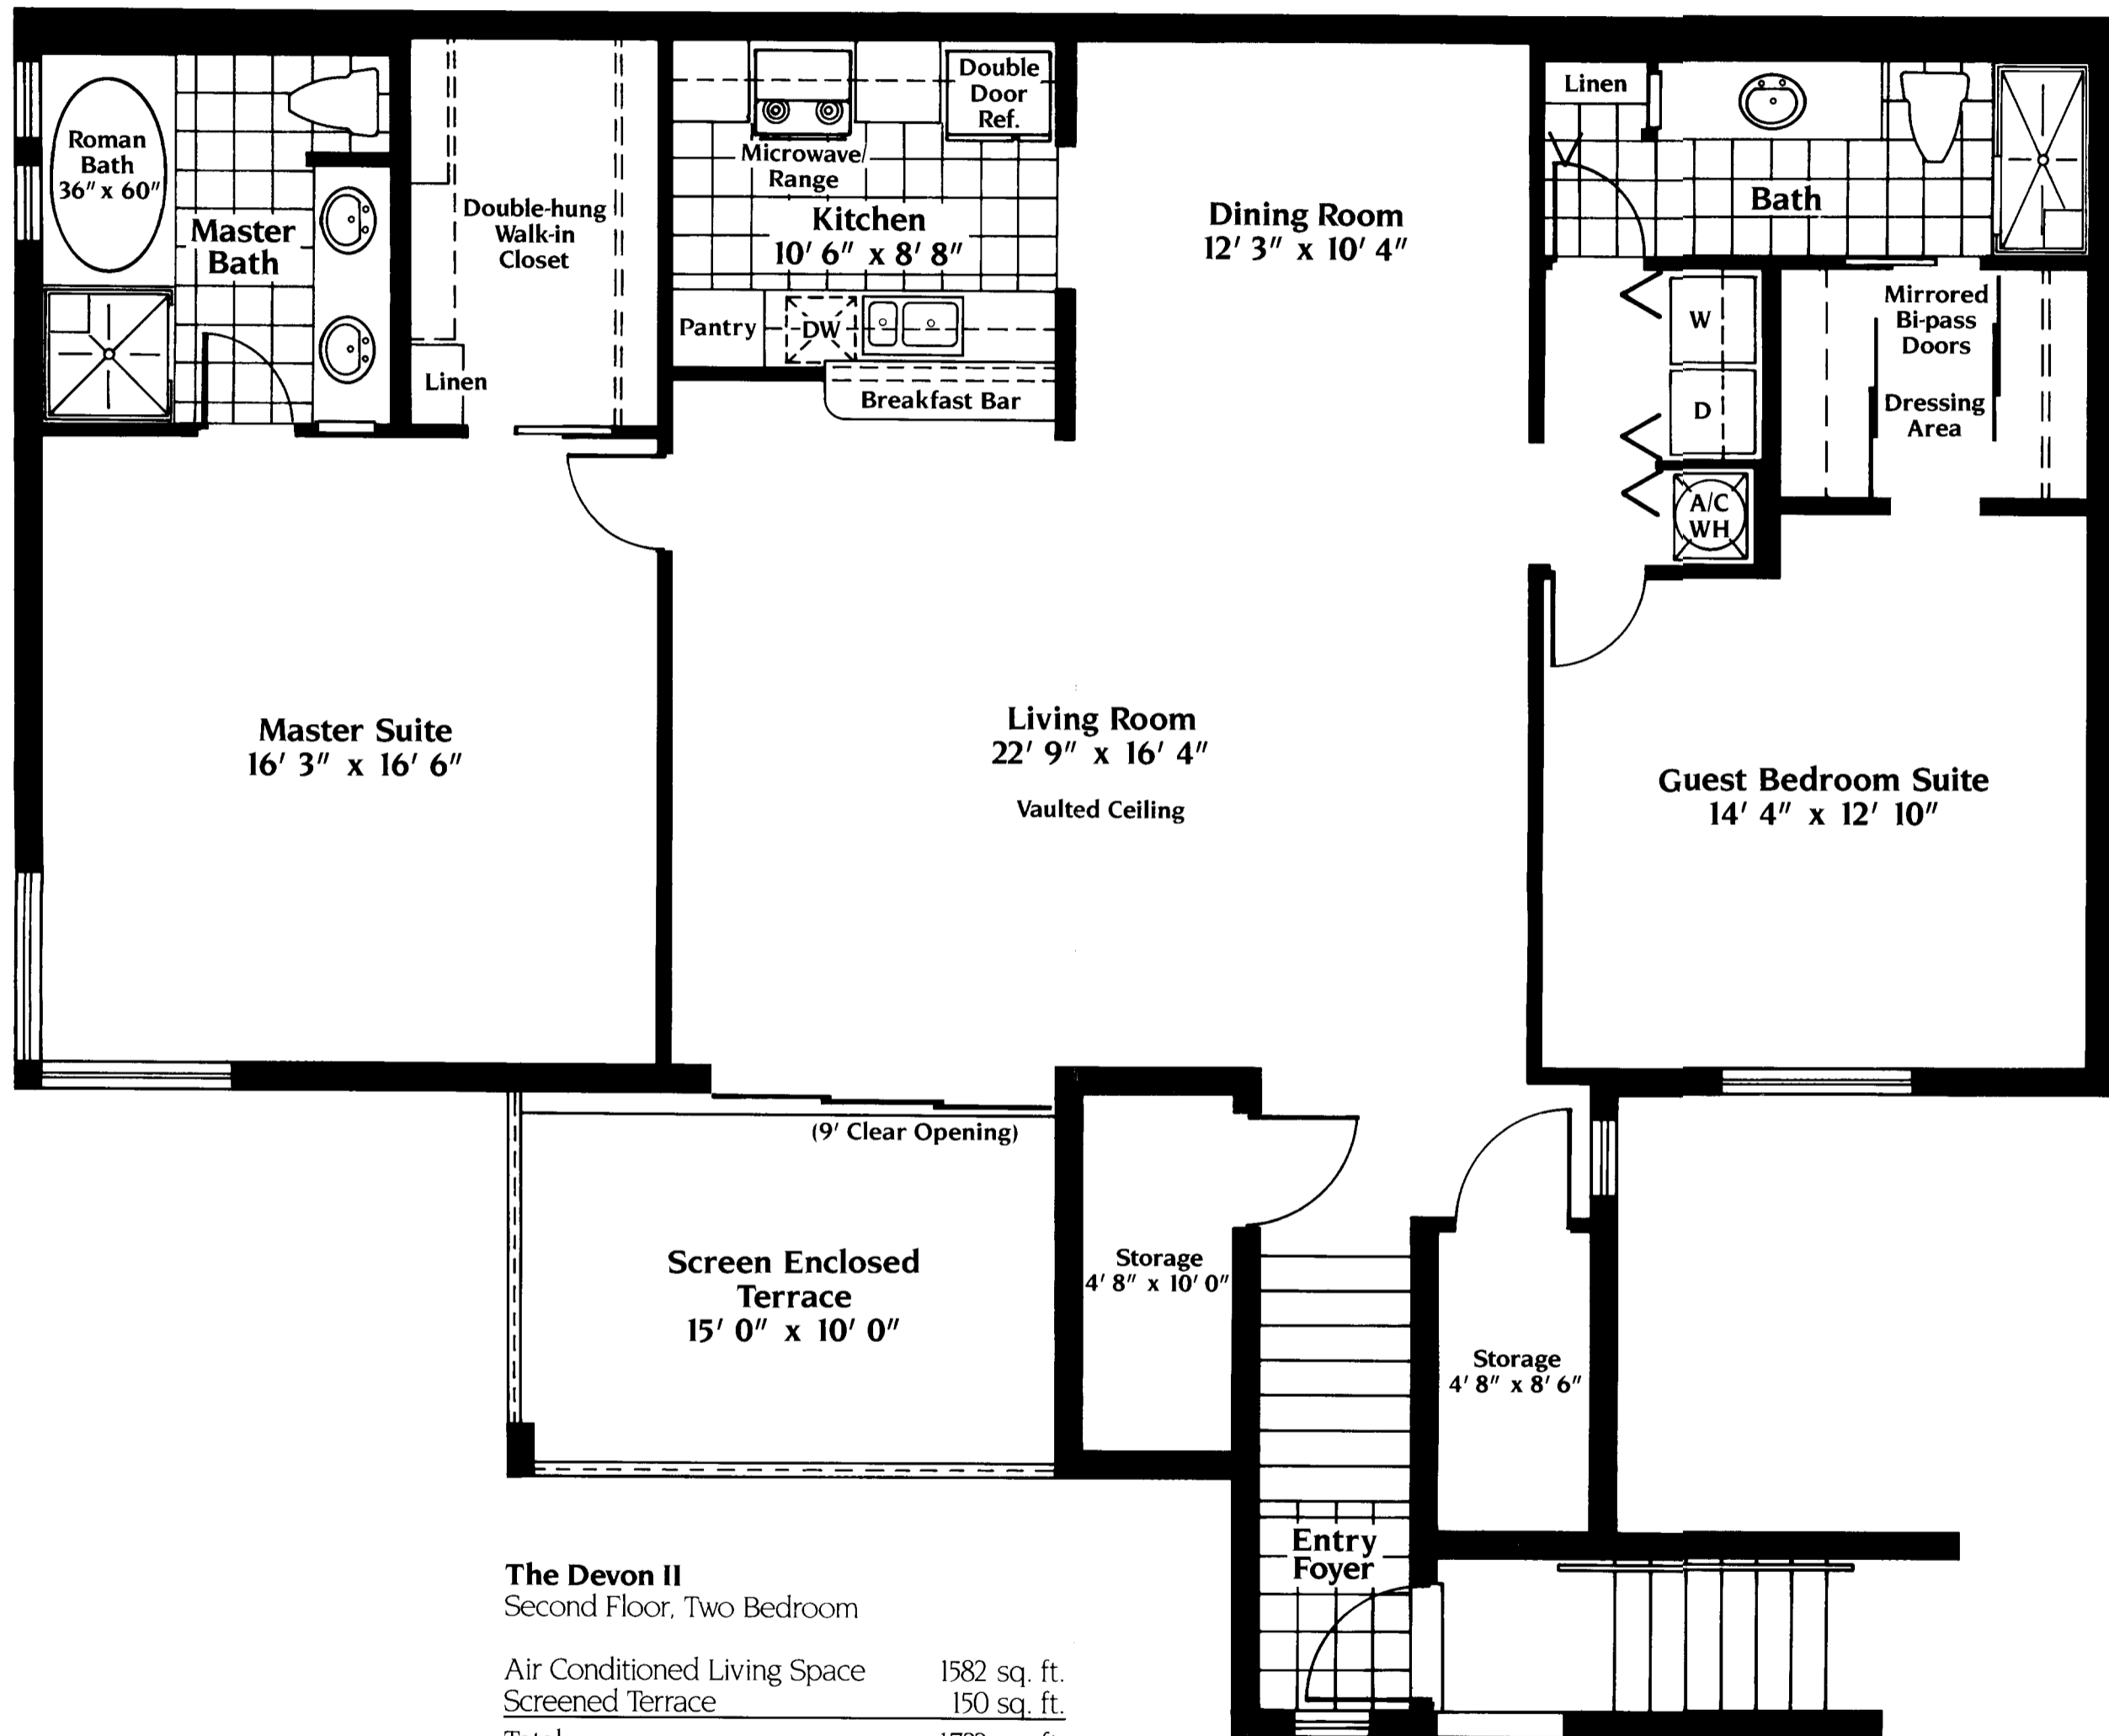 Roman
Bath
36" x 60"
Master
Bath
Double-hung
Walk-in
Closet
Linen
Double
Door
Ref.
Microwave/
Range
Kitchen
10' 6" x 8' 8"
Pantry
DW
Breakfast Bar
Dining Room
12' 3" x 10' 4"
Linen
Bath
W
D
A/C
WH
Mirrored
Bi-pass
Doors
Dressing
Area
Master Suite
16' 3" x 16' 6"
Living Room
22' 9" x 16' 4"
Vaulted Ceiling
Guest Bedroom Suite
14' 4" x 12' 10"
(9' Clear Opening)
Screen Enclosed
Terrace
15' 0" x 10' 0"
Storage
4' 8" x 10' 0"
Storage
4' 8" x 8' 6"
Entry
Foyer
The Devon II
Second Floor, Two Bedroom
Air Conditioned Living Space 1582 sq. ft.
Screened Terrace 150 sq. ft.